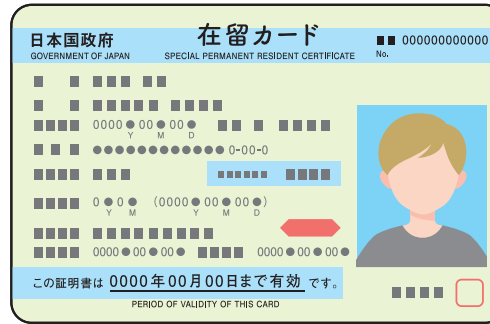 日本国政府 在留カード ■■ 000000000000
GOVERNMENT OF JAPAN SPECIAL PERMANENT RESIDENT CERTIFICATE No.
0000●00●00●
Y M D
●●●●●●●●●●●● 0-00-0
0●0● (0000●00●00●)
Y M Y M D
0000●00●00● 0000●00●00●
この証明書は 0000年00月00日まで有効 です。
PERIOD OF VALIDITY OF THIS CARD